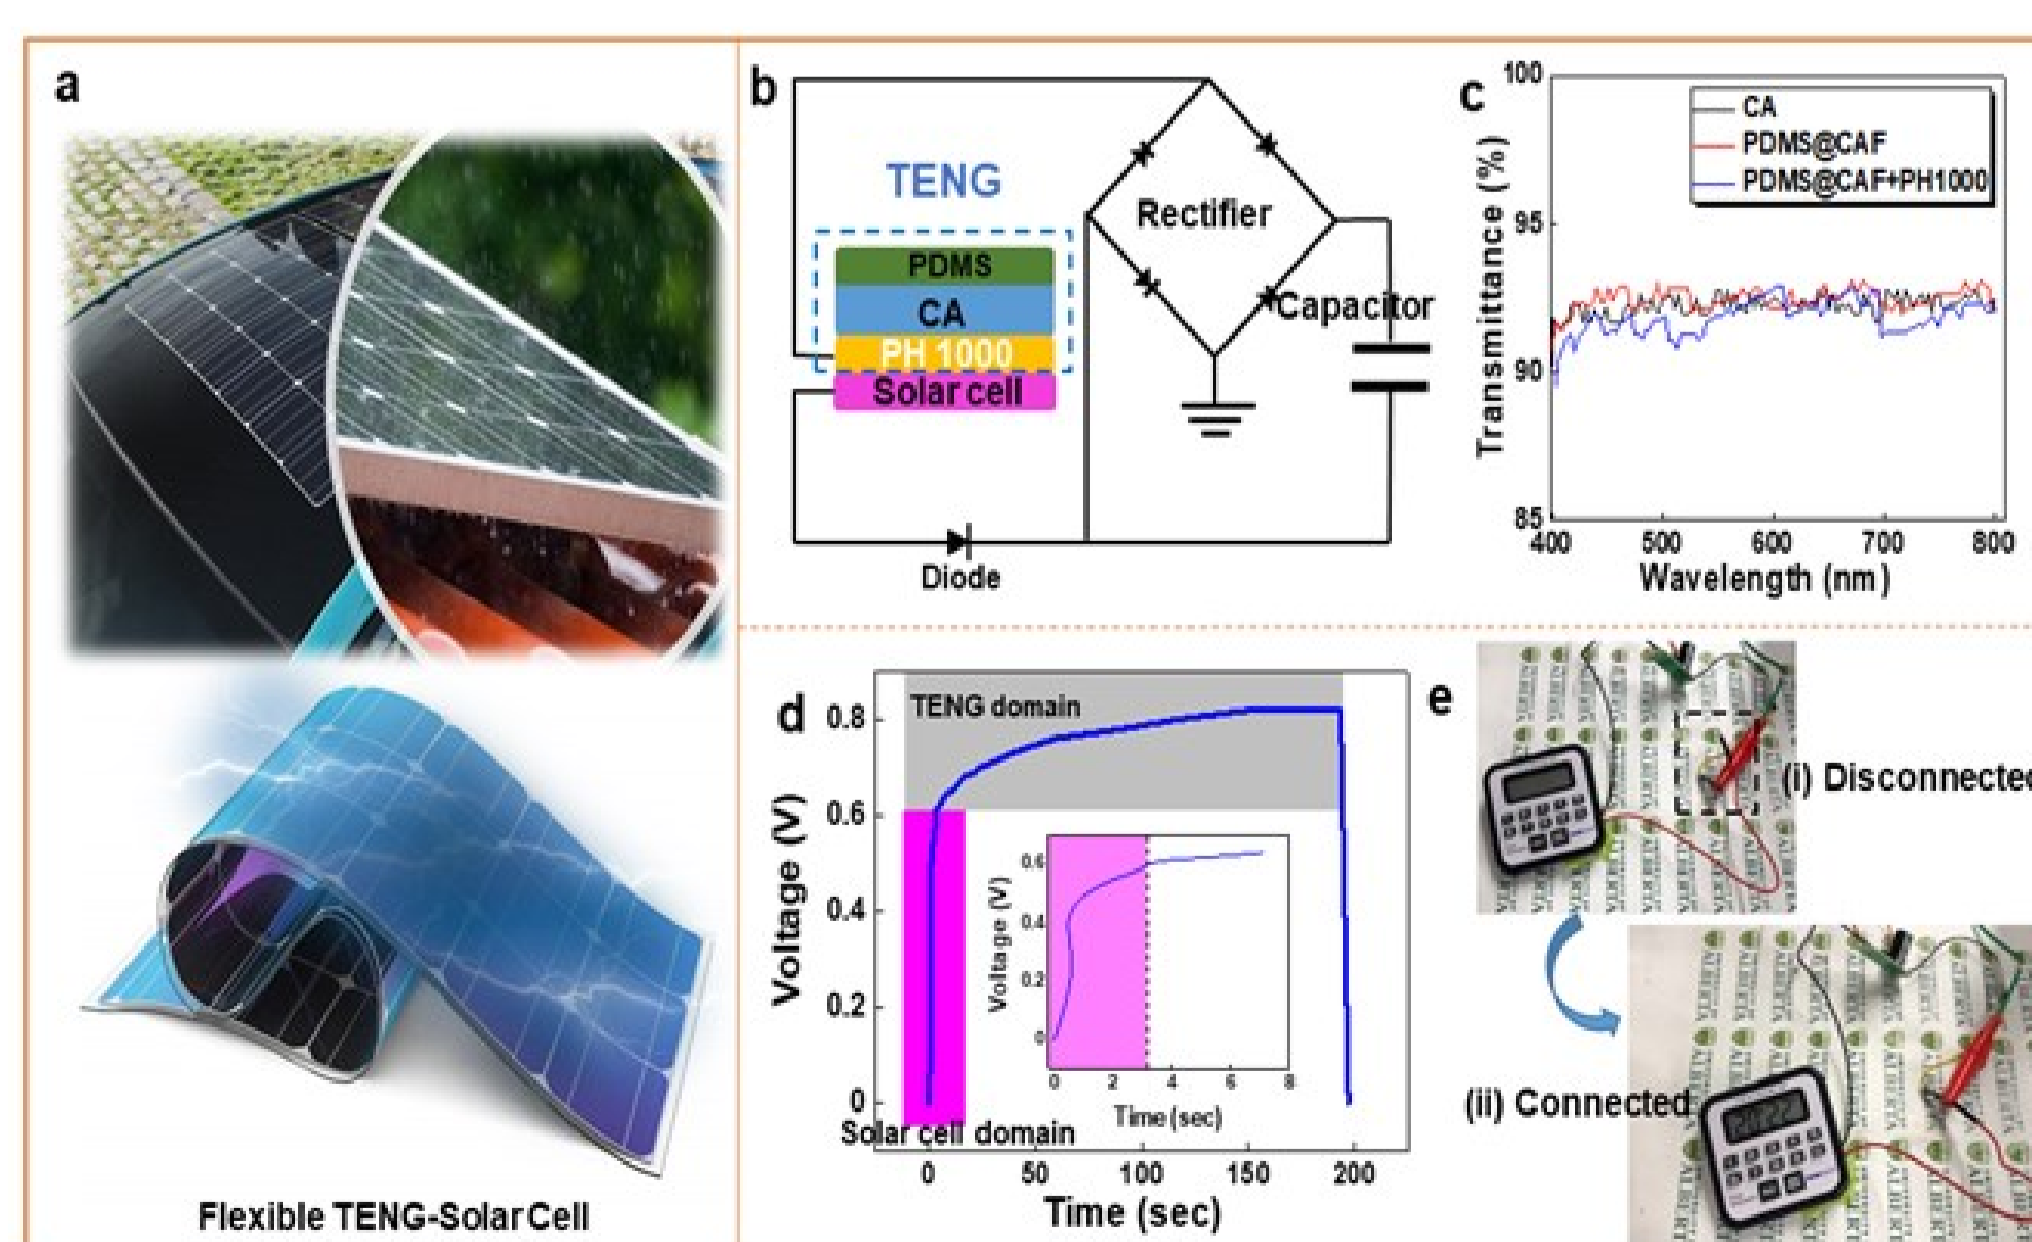 a
Flexible TENG-Solar Cell
b
TENG
PDMS
CA
PH 1000
Solar cell
Rectifier
Capacitor
Diode
c
CA
PDMS@CAF
PDMS@CAF+PH1000
Transmittance (%)
100
95
90
85
400 500 600 700 800
Wavelength (nm)
d
TENG domain
Voltage (V)
0.8
0.6
0.4
0.2
0
Solar cell domain
0 50 100 150 200
Time (sec)
Voltage (V)
0.6
0.4
0.2
0
0 2 4 6 8
Time (sec)
e
(i) Disconnected
(ii) Connected
ALBERTA